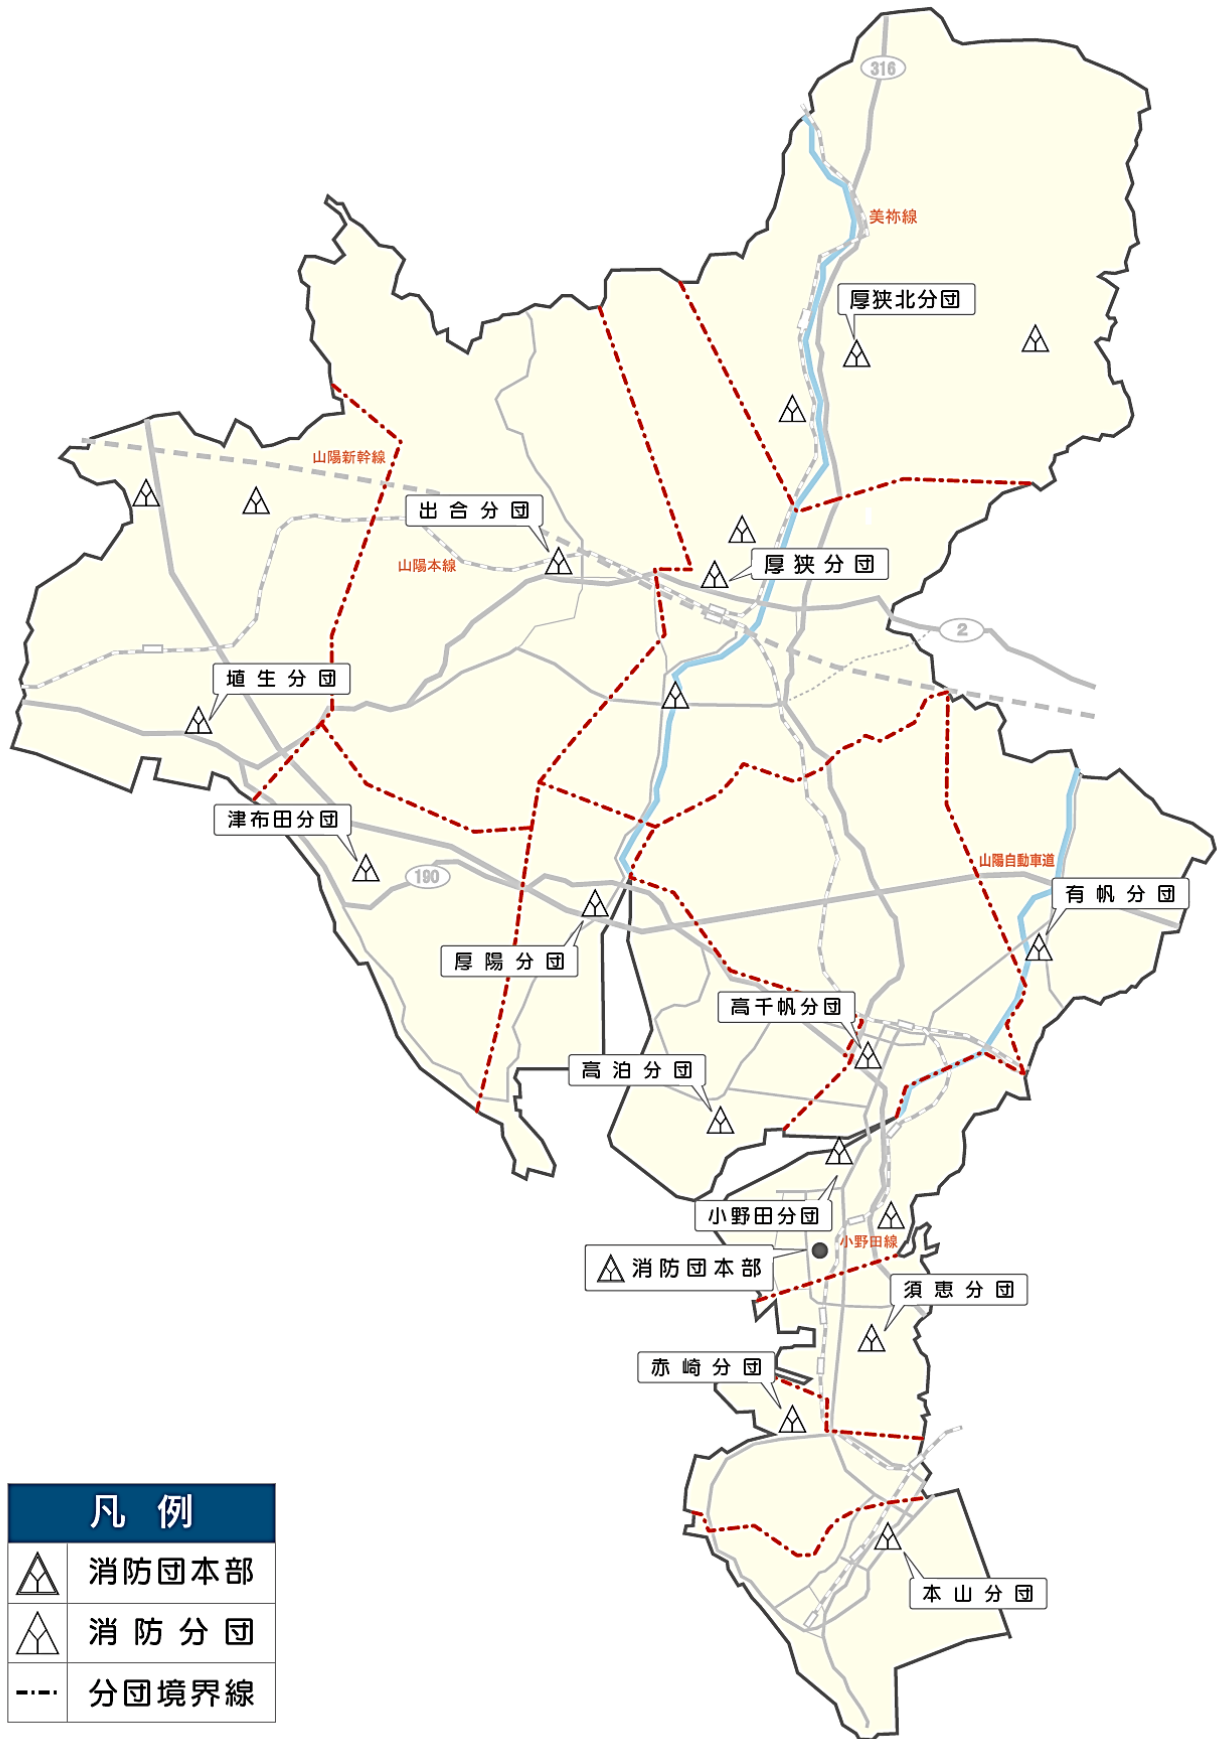 316
美祢線
厚狭北分団
山陽新幹線
出合分団
山陽本線
厚狭分団
2
埴生分団
津布田分団
190
山陽自動車道
有帆分団
厚陽分団
高千帆分団
高泊分団
小野田分団
小野田線
消防団本部
須恵分団
赤崎分団
本山分団
凡例
消防団本部
消防分団
分団境界線